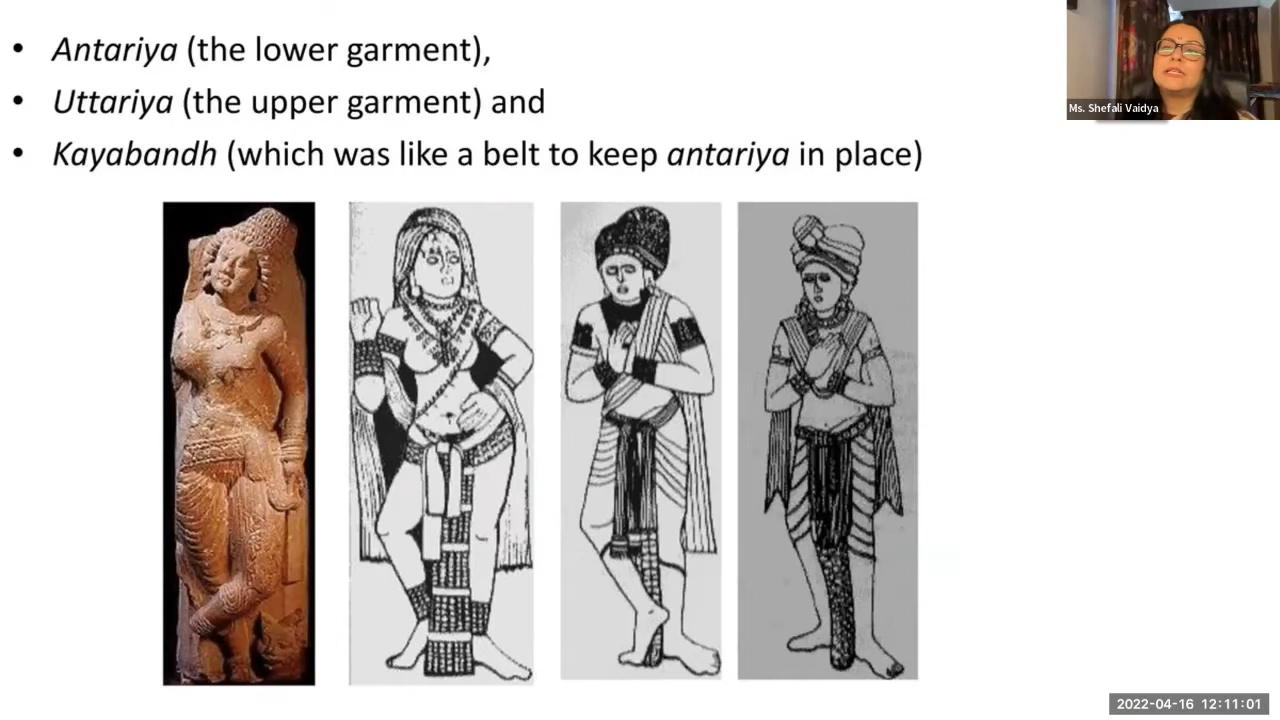 • Antariya (the lower garment),
• Uttariya (the upper garment) and
• Kayabandh (which was like a belt to keep antariya in place)
Ms. Shefali Vaidya
2022-04-16 12:11:01